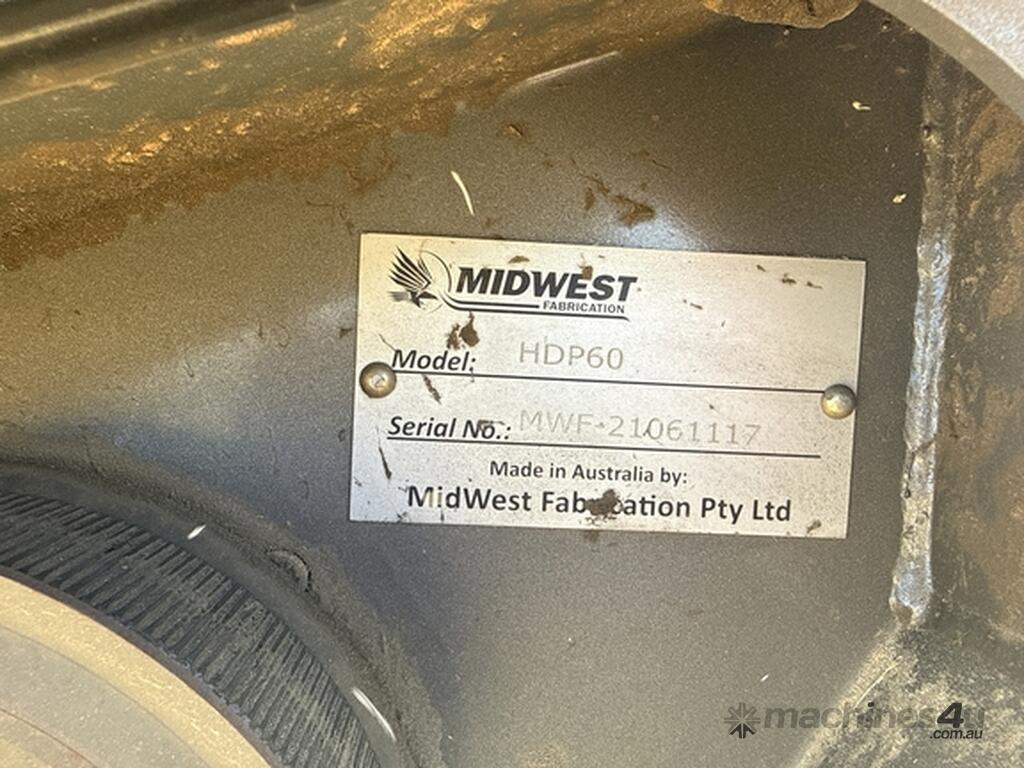 MIDWEST
FABRICATION
Model: HDP60
Serial No.: MWF-21061117
Made in Australia by:
MidWest Fabrication Pty Ltd
machines4u
.com.au